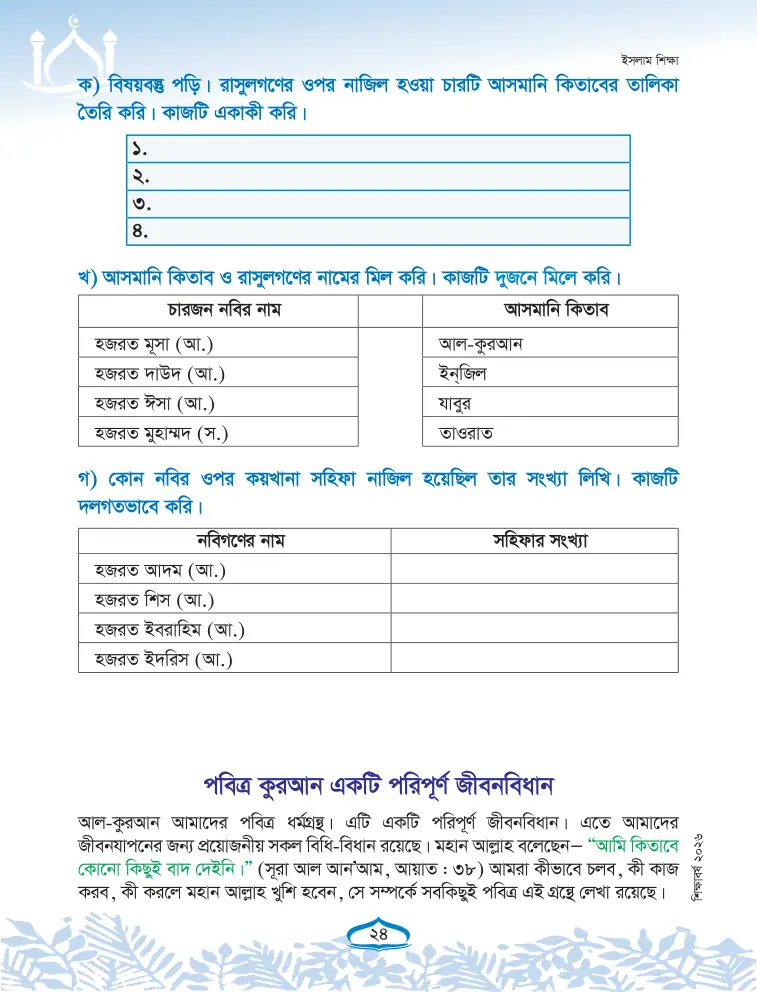 ইসলাম শিক্ষা
ক) বিষয়বস্তু পড়ি। রাসুলগণের ওপর নাজিল হওয়া চারটি আসমানি কিতাবের তালিকা
তৈরি করি। কাজটি একাকী করি।
১.
২.
৩.
৪.
খ) আসমানি কিতাব ও রাসুলগণের নামের মিল করি। কাজটি দুজনে মিলে করি।
চারজন নবির নাম আসমানি কিতাব
হজরত মূসা (আ.) আল-কুরআন
হজরত দাউদ (আ.) ইন্‌জিল
হজরত ঈসা (আ.) যাবুর
হজরত মুহাম্মদ (স.) তাওরাত
গ) কোন নবির ওপর কয়খানা সহিফা নাজিল হয়েছিল তার সংখ্যা লিখি। কাজটি
দলগতভাবে করি।
নবিগণের নাম সহিফার সংখ্যা
হজরত আদম (আ.)
হজরত শিস (আ.)
হজরত ইবরাহিম (আ.)
হজরত ইদরিস (আ.)
পবিত্র কুরআন একটি পরিপূর্ণ জীবনবিধান
আল-কুরআন আমাদের পবিত্র ধর্মগ্রন্থ। এটি একটি পরিপূর্ণ জীবনবিধান। এতে আমাদের
জীবনযাপনের জন্য প্রয়োজনীয় সকল বিধি-বিধান রয়েছে। মহান আল্লাহ বলেছেন– “আমি কিতাবে
কোনো কিছুই বাদ দেইনি।” (সূরা আল আন’আম, আয়াত : ৩৮) আমরা কীভাবে চলব, কী কাজ
করব, কী করলে মহান আল্লাহ খুশি হবেন, সে সম্পর্কে সবকিছুই পবিত্র এই গ্রন্থে লেখা রয়েছে।
শিক্ষাবর্ষ ২০২৬
২৪